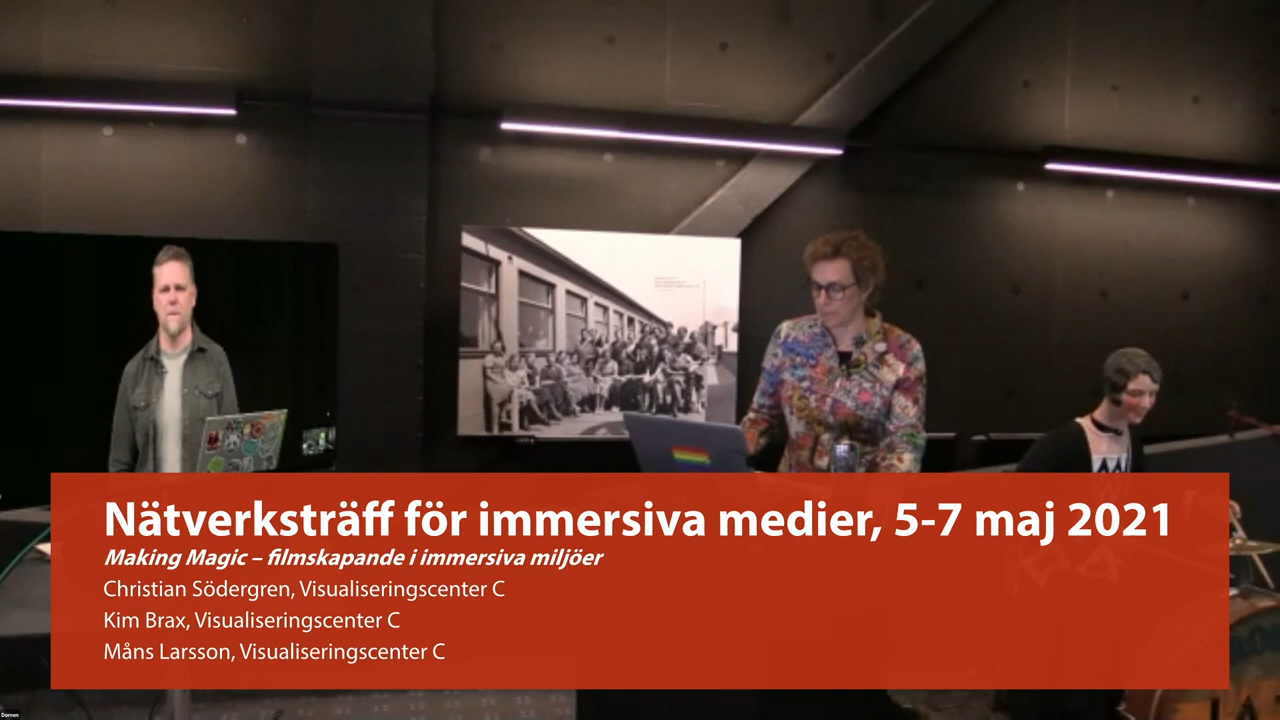 Nätverksträff för immersiva medier, 5-7 maj 2021
Making Magic – filmskapande i immersiva miljöer
Christian Södergren, Visualiseringscenter C
Kim Brax, Visualiseringscenter C
Måns Larsson, Visualiseringscenter C
Domen